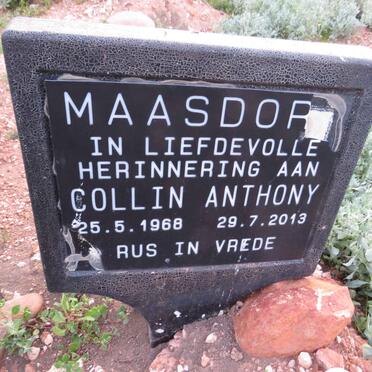 MAASDOR
IN LIEFDEVOLLE
HERINNERING AAN
COLLIN ANTHONY
25.5.1968 29.7.2013
RUS IN VREDE